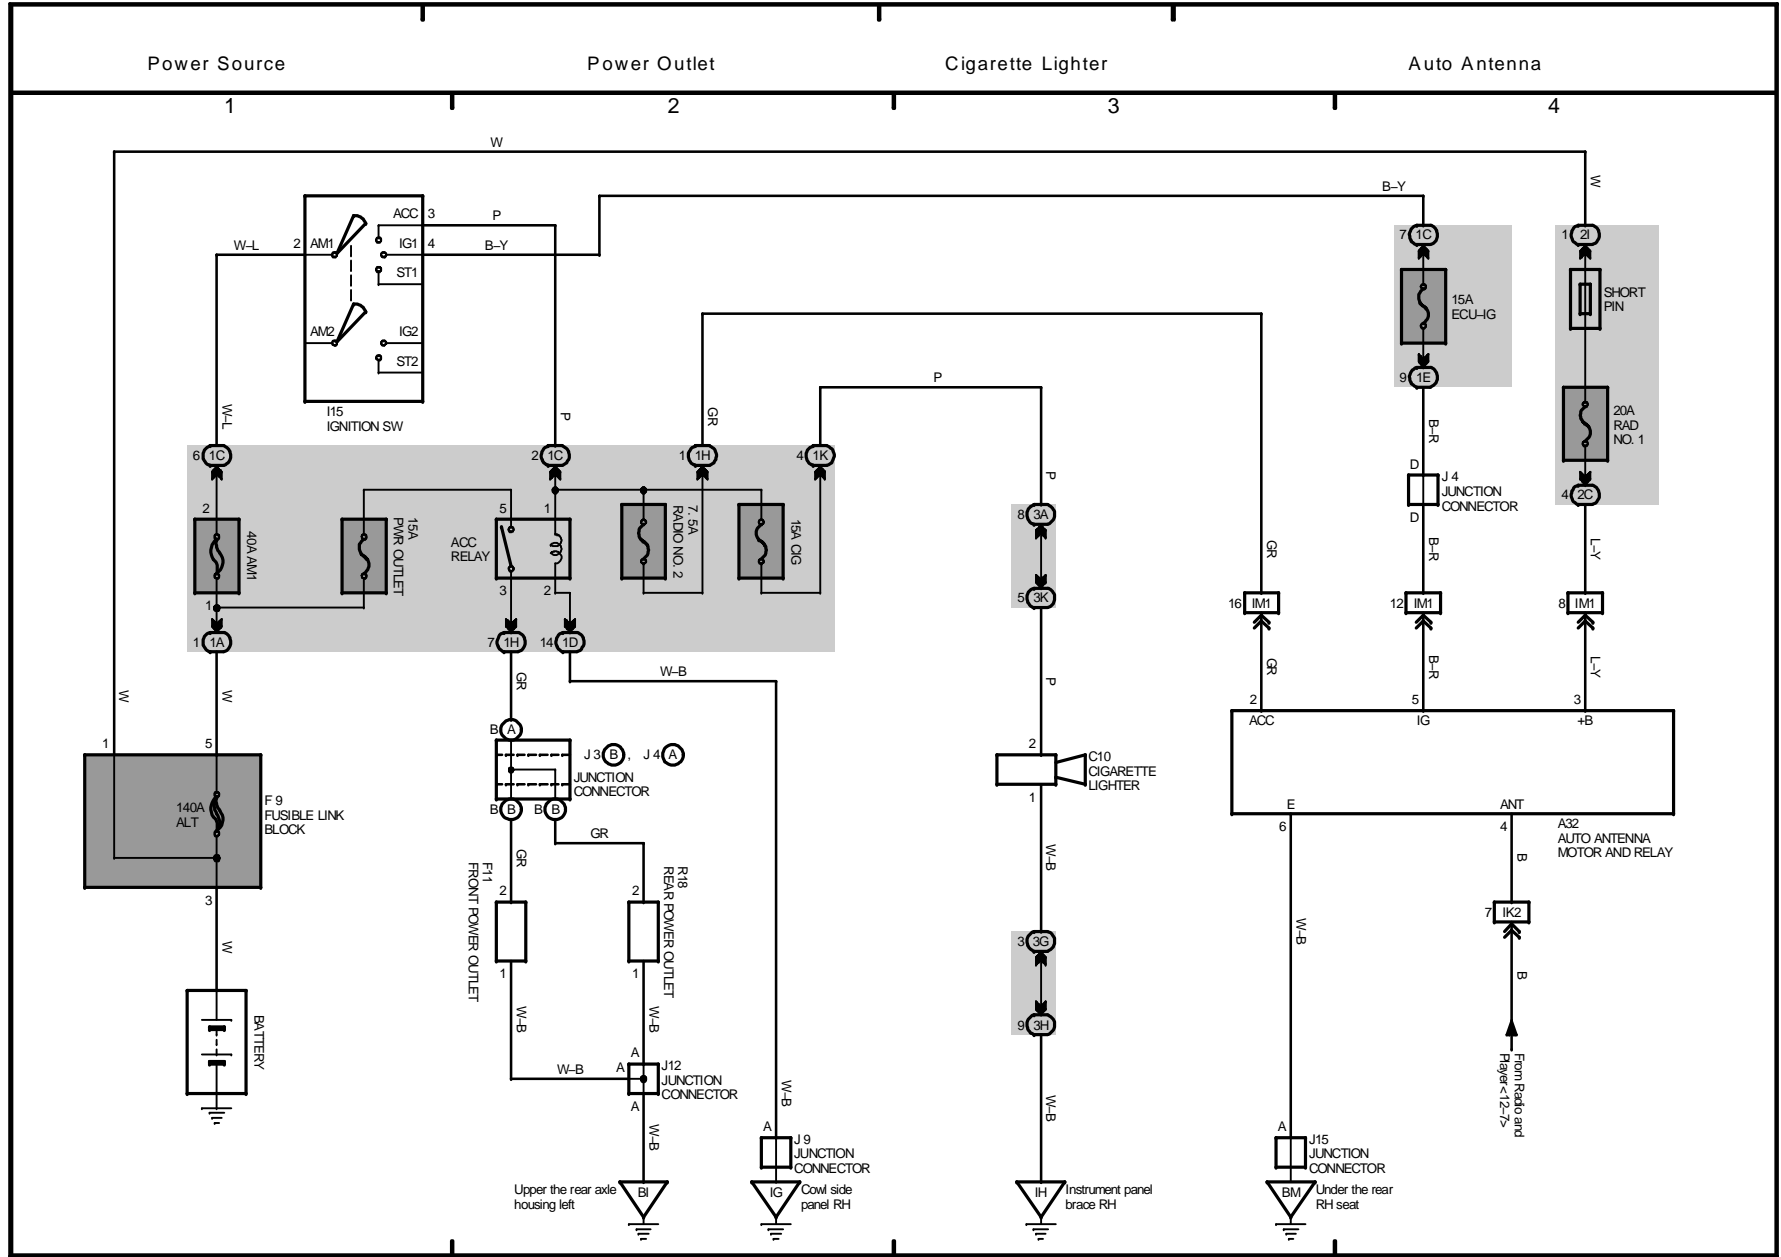 Power Source
Power Outlet
Cigarette Lighter
Auto Antenna
1
2
3
4
W
W
B–Y
ACC
3
P
W–L
2
AM1
IG1
4
B–Y
ST1
AM2
IG2
ST2
I15
IGNITION SW
7
1C
15A
ECU–IG
9
1E
1
2I
SHORT
PIN
20A
RAD
NO. 1
4
2C
W–L
P
GR
P
P
B–R
6
1C
2
1C
1
1H
4
1K
2
40A AM1
1
15A
PWR OUTLET
5
1
ACC
RELAY
3
2
7. 5A
RADIO NO. 2
15A CIG
1
1A
7
1H
14
1D
8
3A
5
3K
D
J 4
JUNCTION
CONNECTOR
D
GR
B–R
L–Y
16
IM1
12
IM1
8
IM1
GR
B–R
L–Y
W
W
GR
W–B
P
2
5
3
ACC
IG
+B
E
ANT
6
4
A32
AUTO ANTENNA
MOTOR AND RELAY
1
5
140A
ALT
F 9
FUSIBLE LINK
BLOCK
3
W
BATTERY
B
A
J 3
B
,
J 4
A
JUNCTION
CONNECTOR
B
B
B
B
GR
GR
F11
FRONT POWER OUTLET
2
1
R18
REAR POWER OUTLET
2
1
W–B
W–B
W–B
A
A
J12
JUNCTION
CONNECTOR
A
W–B
Upper the rear axle
housing left
BI
W–B
A
J 9
JUNCTION
CONNECTOR
IG
Cowl side
panel RH
2
C10
CIGARETTE
LIGHTER
1
W–B
3
3G
9
3H
W–B
IH
Instrument panel
brace RH
W–B
A
J15
JUNCTION
CONNECTOR
BM
Under the rear
RH seat
B
7
IK2
B
From Radio and
Player<12–7>